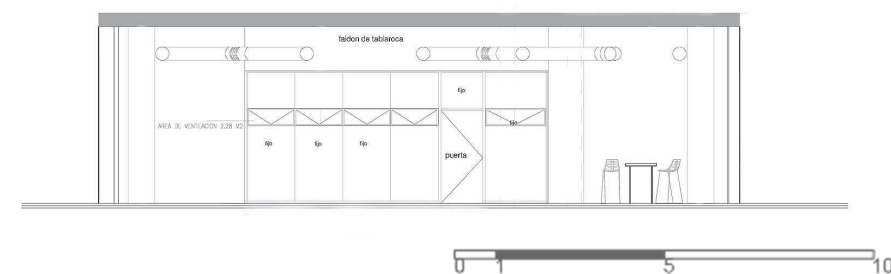 faldon de tablaroca
fijo
AREA DE VENTILACION 2,28 M2
fijo
fijo fijo fijo
puerta
0 1 5 10